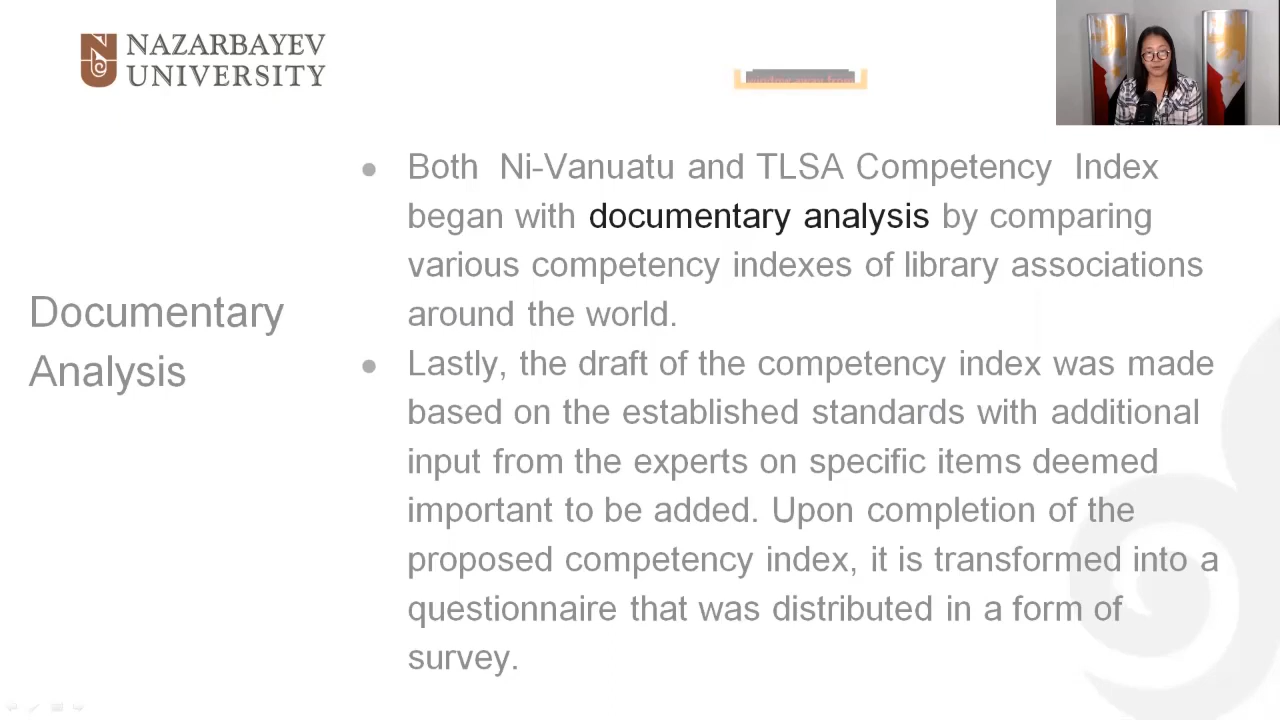 NAZARBAYEV
UNIVERSITY
Documentary
Analysis
● Both Ni-Vanuatu and TLSA Competency Index
began with documentary analysis by comparing
various competency indexes of library associations
around the world.
● Lastly, the draft of the competency index was made
based on the established standards with additional
input from the experts on specific items deemed
important to be added. Upon completion of the
proposed competency index, it is transformed into a
questionnaire that was distributed in a form of
survey.